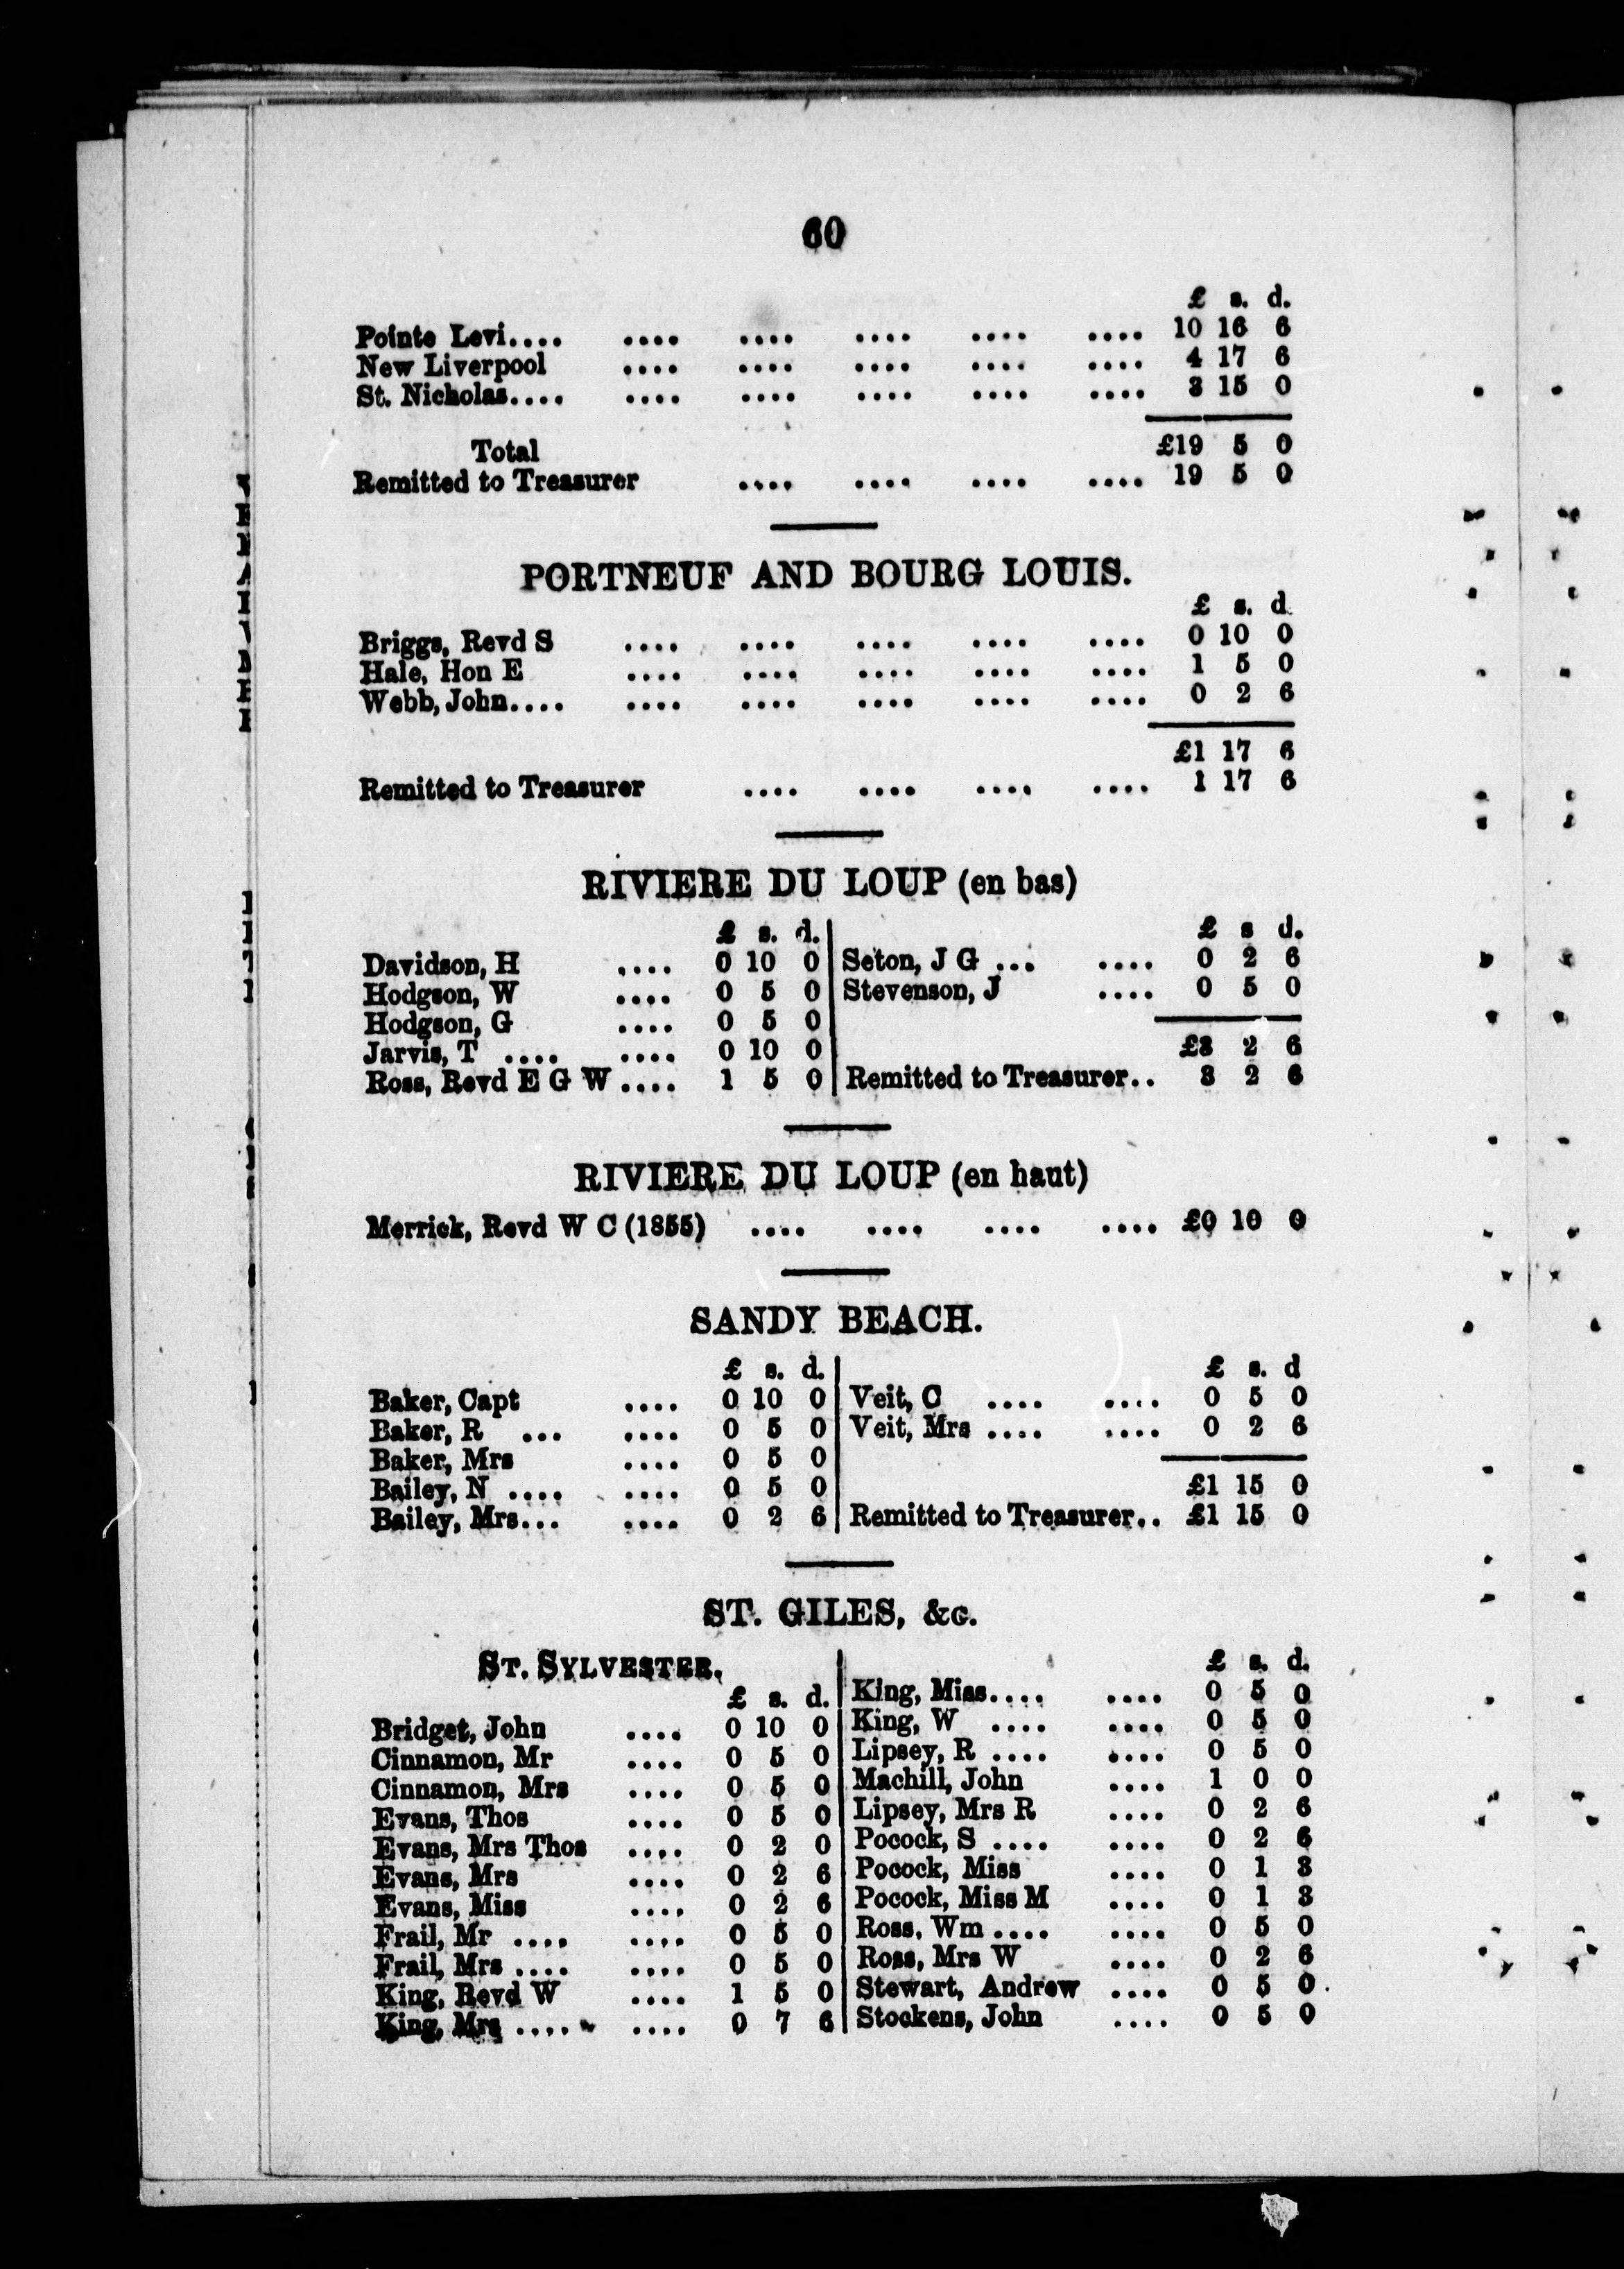 60
£ s. d.
Pointe Levi.... .... .... .... .... .... 10 16 6
New Liverpool .... .... .... .... .... 4 17 6
St. Nicholas.... .... .... .... .... .... 3 15 0
Total £19 5 0
Remitted to Treasurer .... .... .... .... 19 5 0
PORTNEUF AND BOURG LOUIS.
£ s. d.
Briggs, Revd S .... .... .... .... .... 0 10 0
Hale, Hon E .... .... .... .... .... 1 5 0
Webb, John.... .... .... .... .... .... 0 2 6
£1 17 6
Remitted to Treasurer .... .... .... .... 1 17 6
RIVIERE DU LOUP (en bas)
£ s. d.
Davidson, H .... 0 10 0
Hodgson, W .... 0 5 0
Hodgson, G .... 0 5 0
Jarvis, T .... .... 0 10 0
Ross, Revd E G W.... 1 5 0
£ s d.
Seton, J G ... .... 0 2 6
Stevenson, J .... 0 5 0
£3 2 6
Remitted to Treasurer.. 3 2 6
RIVIERE DU LOUP (en haut)
Merrick, Revd W C (1855) .... .... .... .... £0 10 0
SANDY BEACH.
£ s. d.
Baker, Capt .... 0 10 0
Baker, R ... .... 0 5 0
Baker, Mrs .... 0 5 0
Bailey, N .... .... 0 5 0
Bailey, Mrs... .... 0 2 6
£ s. d
Veit, C .... .... 0 5 0
Veit, Mrs .... .... 0 2 6
£1 15 0
Remitted to Treasurer.. £1 15 0
ST. GILES, &c.
ST. SYLVESTER.
£ s. d.
Bridget, John .... 0 10 0
Cinnamon, Mr .... 0 5 0
Cinnamon, Mrs .... 0 5 0
Evans, Thos .... 0 5 0
Evans, Mrs Thos .... 0 2 0
Evans, Mrs .... 0 2 6
Evans, Miss .... 0 2 6
Frail, Mr .... .... 0 5 0
Frail, Mrs .... .... 0 5 0
King, Revd W .... 1 5 0
King, Mrs .... .... 0 7 6
£ s. d.
King, Miss.... .... 0 5 0
King, W .... .... 0 5 0
Lipsey, R .... .... 0 5 0
Machill, John .... 1 0 0
Lipsey, Mrs R .... 0 2 6
Pocock, S .... .... 0 2 6
Pocock, Miss .... 0 1 3
Pocock, Miss M .... 0 1 3
Ross, Wm .... .... 0 5 0
Ross, Mrs W .... 0 2 6
Stewart, Andrew .... 0 5 0
Stockens, John .... 0 5 0